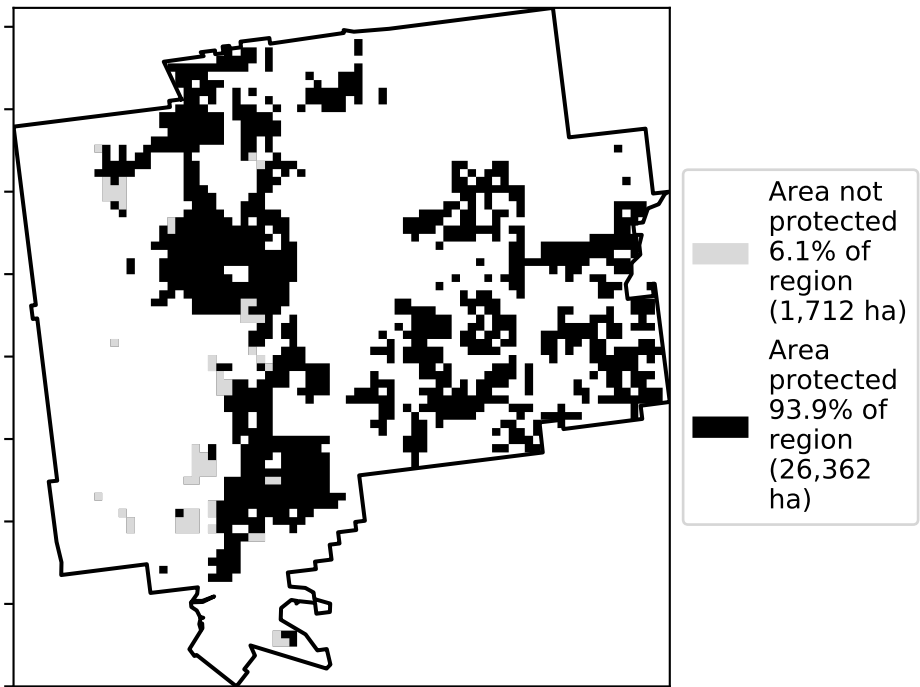 Area not
protected
6.1% of
region
(1,712 ha)
Area
protected
93.9% of
region
(26,362
ha)